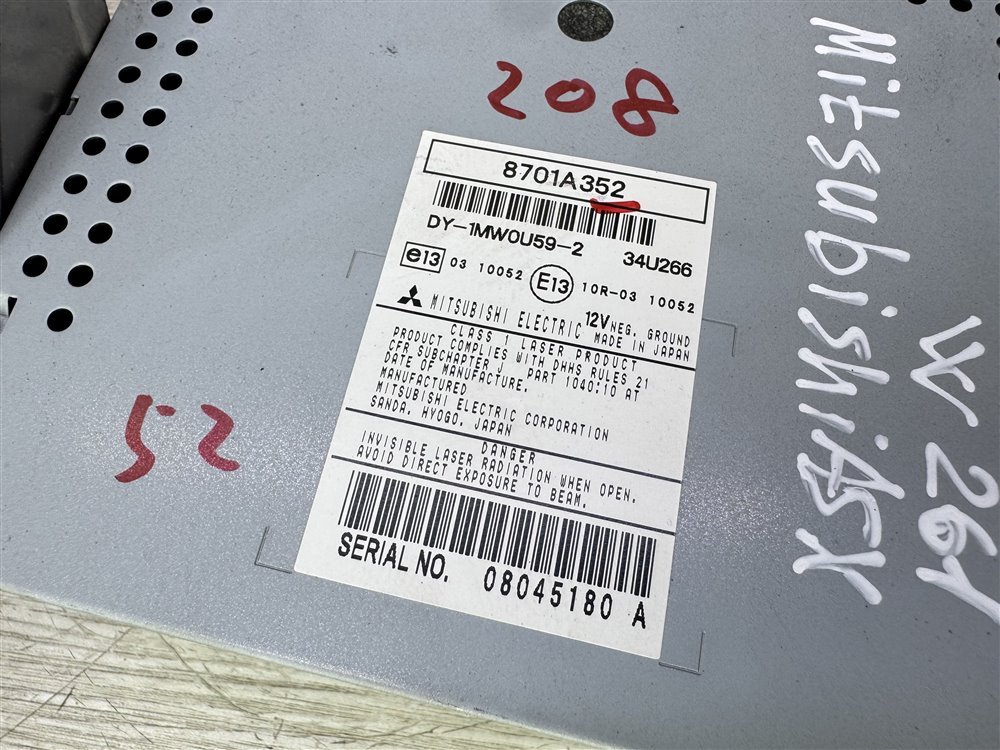 208
8701A352
DY-1MW0U59-2 34U266
e13 03 10052 E13 10R-03 10052
MITSUBISHI ELECTRIC 12V NEG. GROUND
MADE IN JAPAN
CLASS 1 LASER PRODUCT
PRODUCT COMPLIES WITH DHHS RULES 21
CFR SUBCHAPTER J, PART 1040:10 AT
DATE OF MANUFACTURE.
MANUFACTURED
MITSUBISHI ELECTRIC CORPORATION
SANDA, HYOGO, JAPAN
DANGER
INVISIBLE LASER RADIATION WHEN OPEN.
AVOID DIRECT EXPOSURE TO BEAM.
SERIAL NO. 08045180 A
52
MitsubishiASX
W261